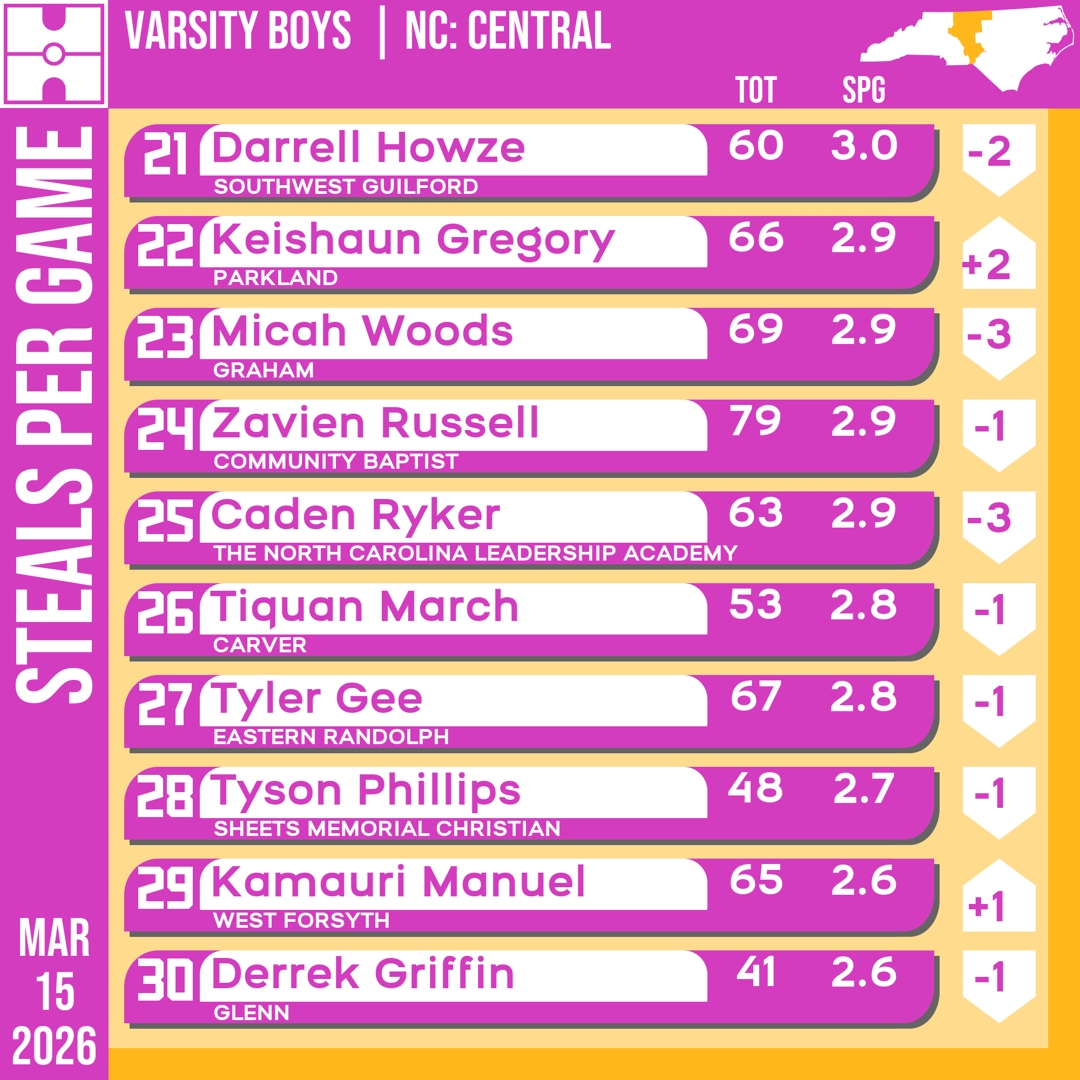 VARSITY BOYS | NC: CENTRAL
TOT SPG
STEALS PER GAME
21 Darrell Howze 60 3.0 -2
SOUTHWEST GUILFORD
22 Keishaun Gregory 66 2.9 +2
PARKLAND
23 Micah Woods 69 2.9 -3
GRAHAM
24 Zavien Russell 79 2.9 -1
COMMUNITY BAPTIST
25 Caden Ryker 63 2.9 -3
THE NORTH CAROLINA LEADERSHIP ACADEMY
26 Tiquan March 53 2.8 -1
CARVER
27 Tyler Gee 67 2.8 -1
EASTERN RANDOLPH
28 Tyson Phillips 48 2.7 -1
SHEETS MEMORIAL CHRISTIAN
29 Kamauri Manuel 65 2.6 +1
WEST FORSYTH
30 Derrek Griffin 41 2.6 -1
GLENN
MAR
15
2026